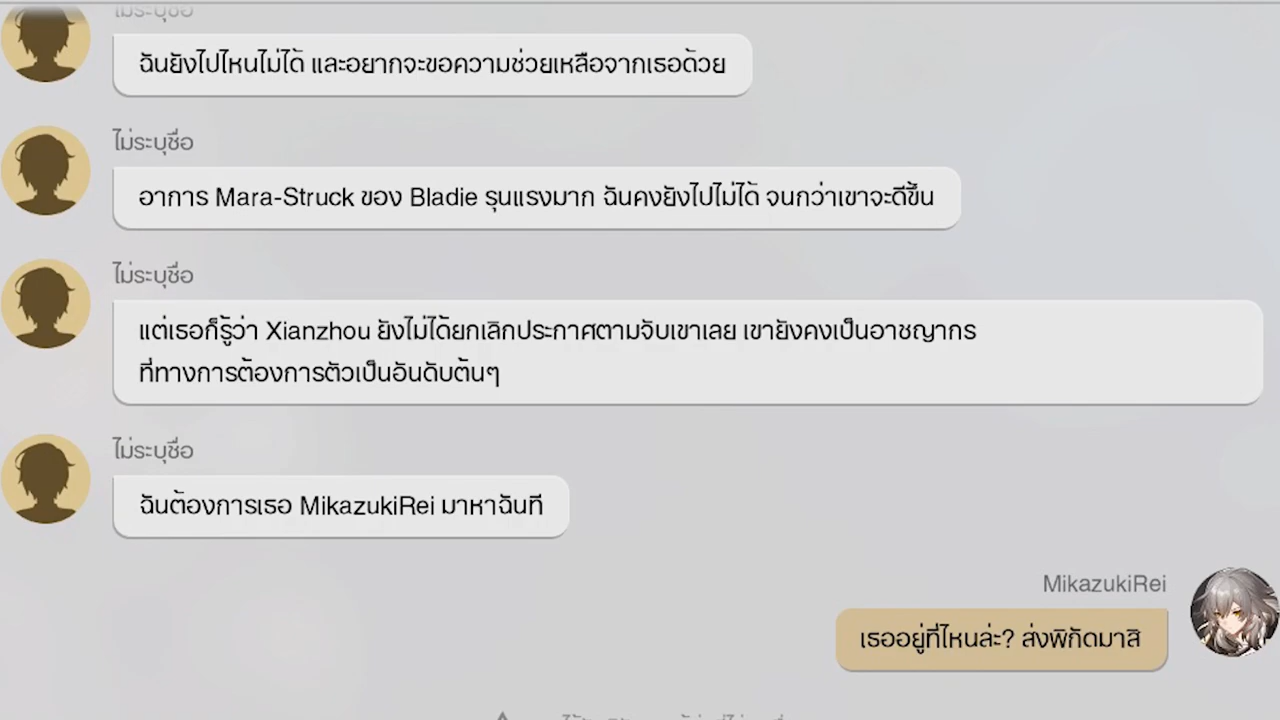 ไม่ระบุชื่อ
ฉันยังไปไหนไม่ได้ และอยากจะขอความช่วยเหลือจากเธอด้วย
ไม่ระบุชื่อ
อาการ Mara-Struck ของ Bladie รุนแรงมาก ฉันคงยังไปไม่ได้ จนกว่าเขาจะดีขึ้น
ไม่ระบุชื่อ
แต่เธอก็รู้ว่า Xianzhou ยังไม่ได้ยกเลิกประกาศตามจับเขาเลย เขายังคงเป็นอาชญากร
ที่ทางการต้องการตัวเป็นอันดับต้นๆ
ไม่ระบุชื่อ
ฉันต้องการเธอ MikazukiRei มาหาฉันที
MikazukiRei
เธออยู่ที่ไหนล่ะ? ส่งพิกัดมาสิ